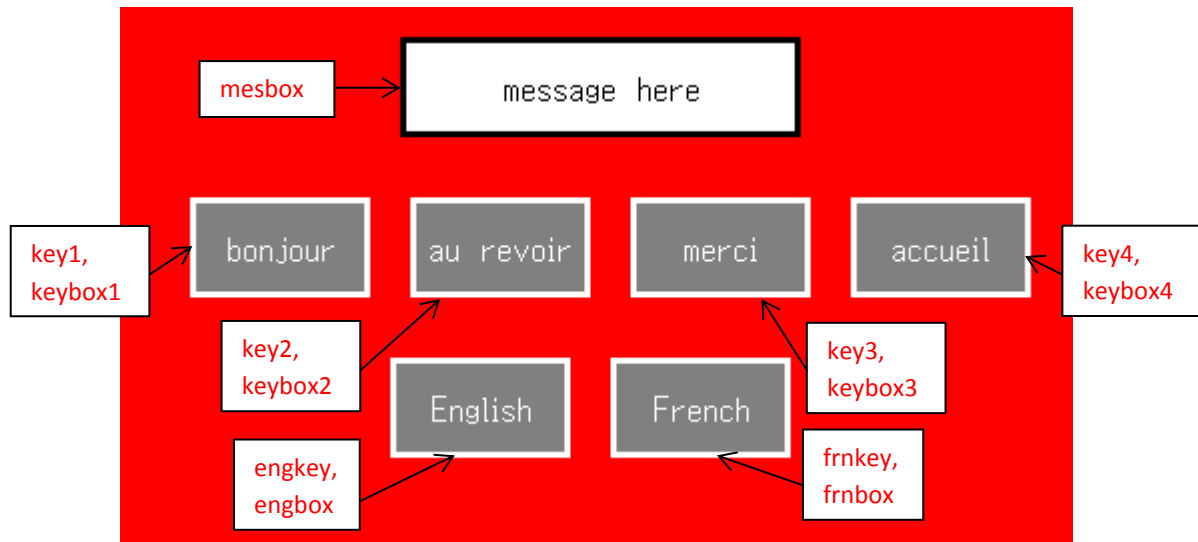 mesbox
message here
bonjour
au revoir
merci
accueil
key1,
keybox1
key4,
keybox4
key2,
keybox2
key3,
keybox3
English
French
engkey,
engbox
frnkey,
frnbox